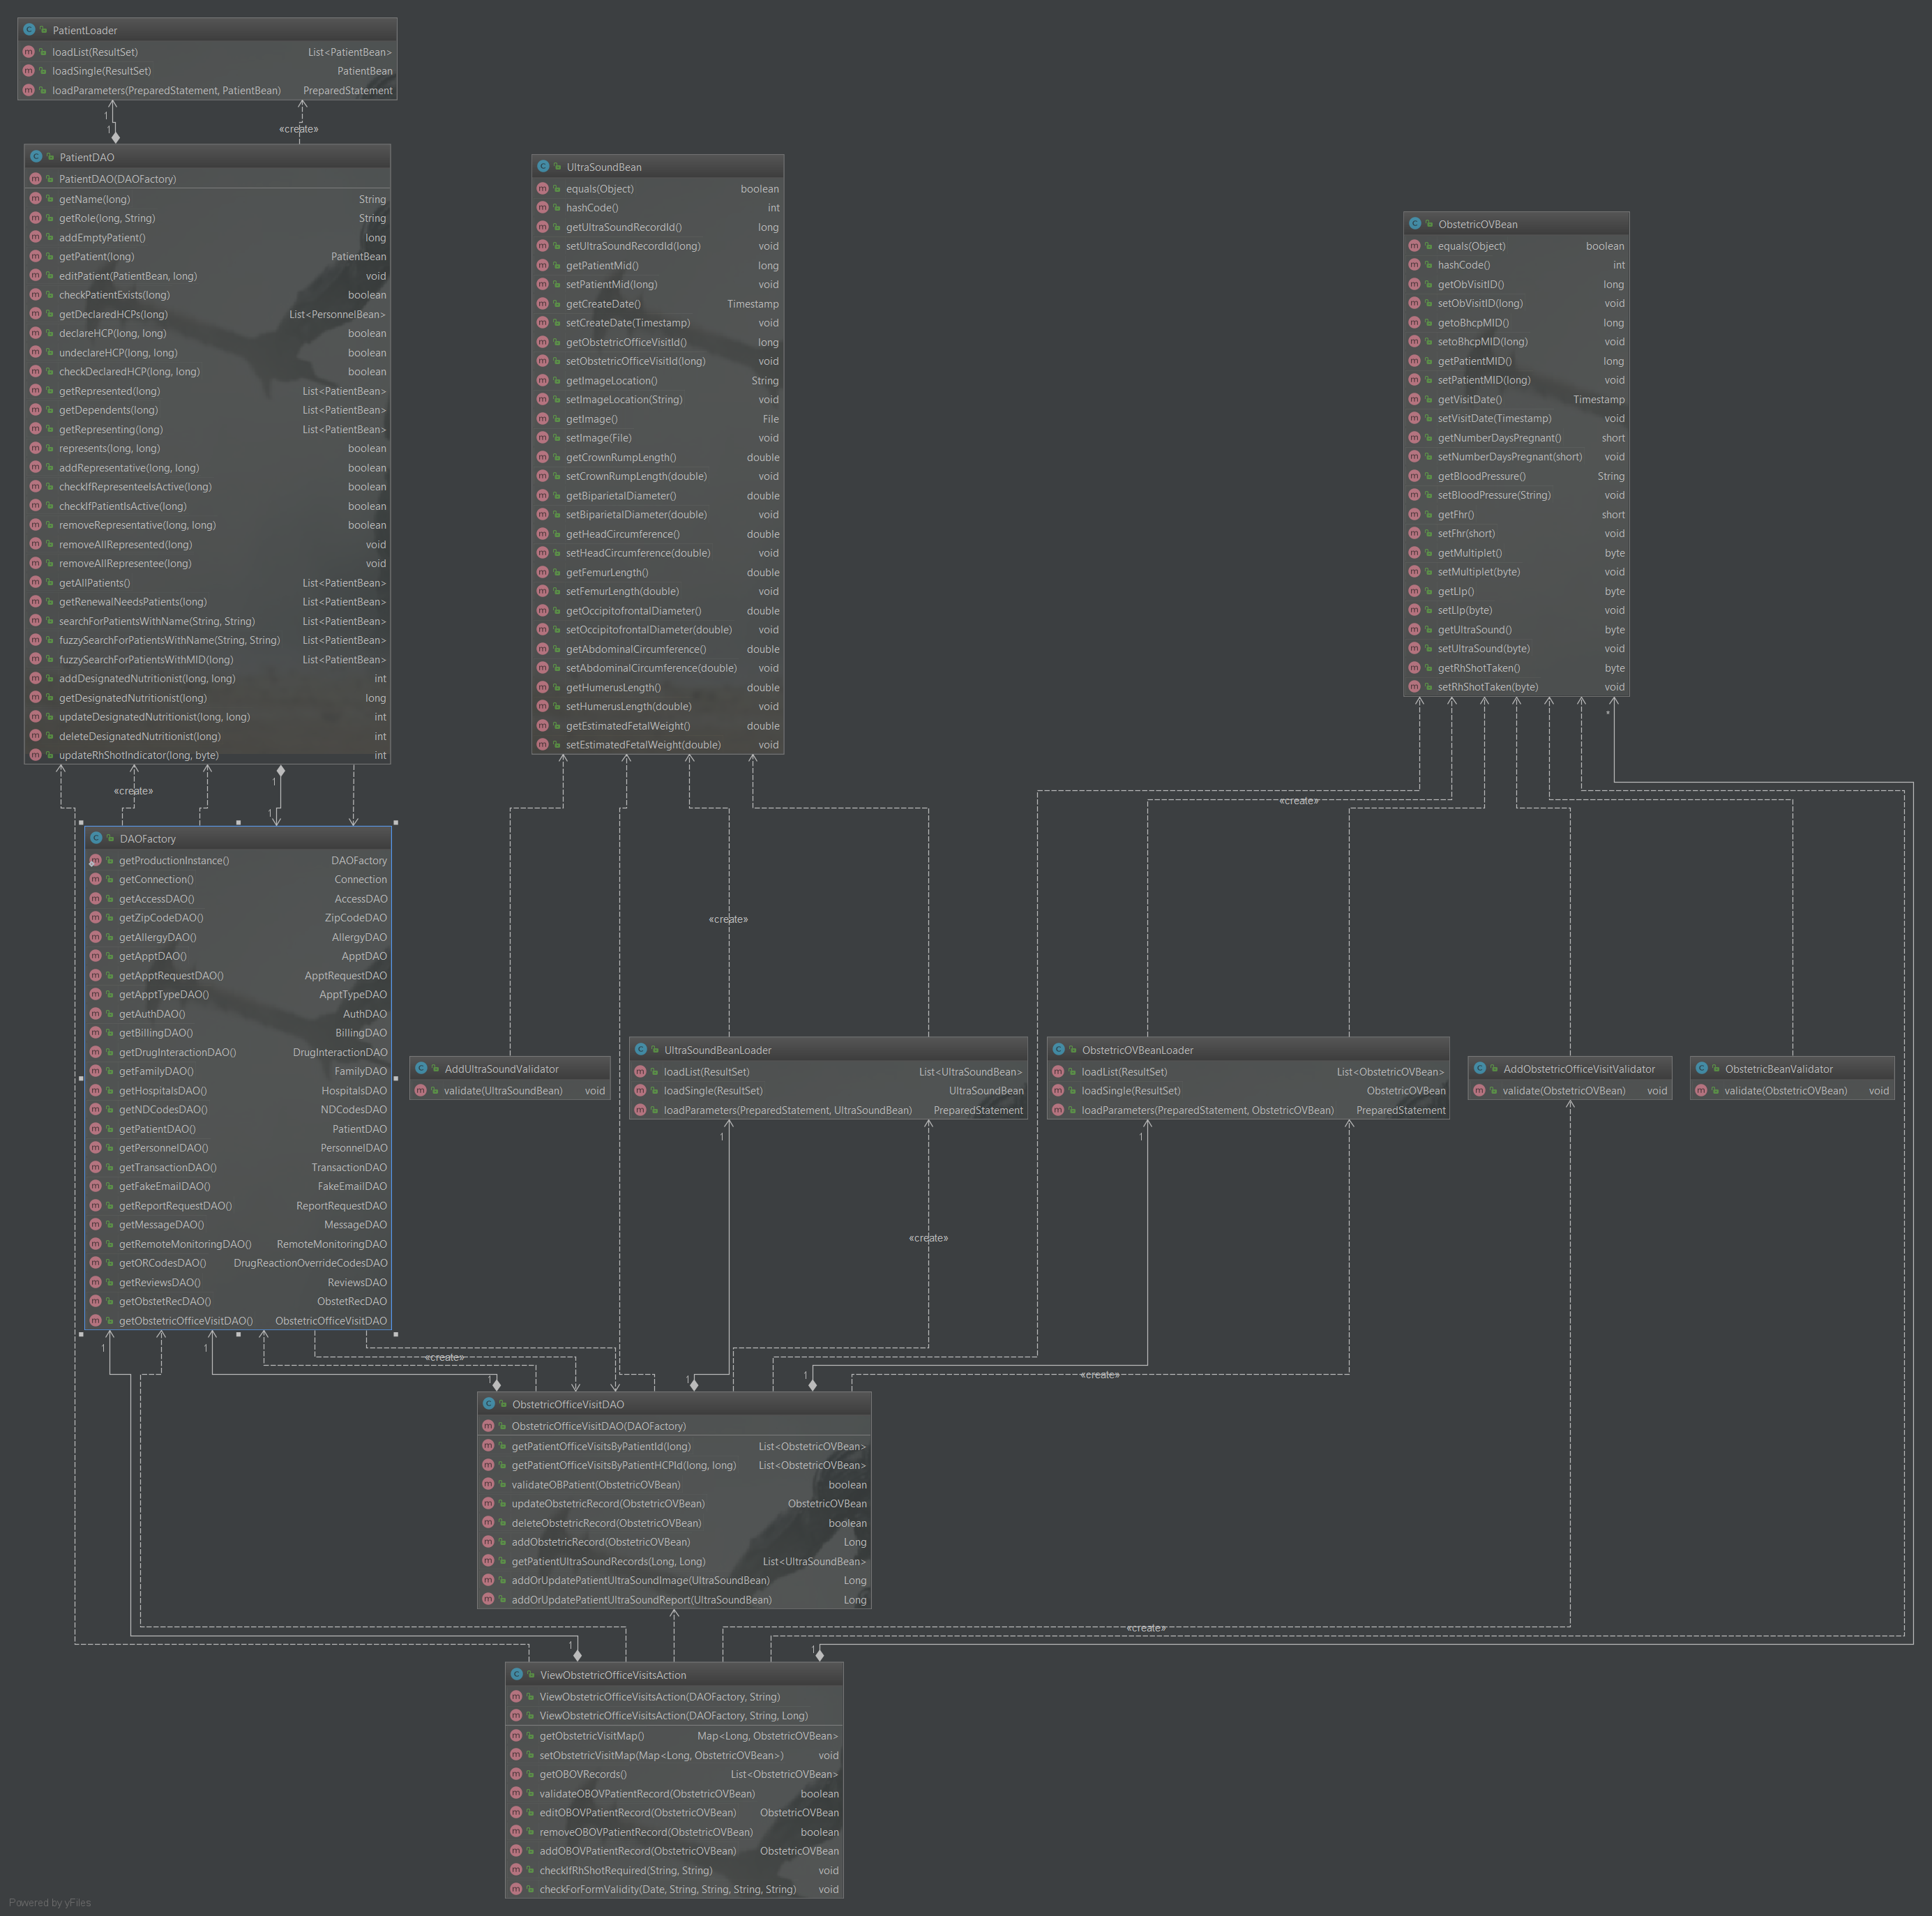 PatientLoader
loadList(ResultSet) List<PatientBean>
loadSingle(ResultSet) PatientBean
loadParameters(PreparedStatement, PatientBean) PreparedStatement
1
1
«create»
PatientDAO
PatientDAO(DAOFactory)
getName(long) String
getRole(long, String) String
addEmptyPatient() long
getPatient(long) PatientBean
editPatient(PatientBean, long) void
checkPatientExists(long) boolean
getDeclaredHCPs(long) List<PersonnelBean>
declareHCP(long, long) boolean
undeclareHCP(long, long) boolean
checkDeclaredHCP(long, long) boolean
getRepresented(long) List<PatientBean>
getDependents(long) List<PatientBean>
getRepresenting(long) List<PatientBean>
represents(long, long) boolean
addRepresentative(long, long) boolean
checkIfRepresenteeIsActive(long) boolean
checkIfPatientIsActive(long) boolean
removeRepresentative(long, long) boolean
removeAllRepresented(long) void
removeAllRepresentee(long) void
getAllPatients() List<PatientBean>
getRenewalNeedsPatients(long) List<PatientBean>
searchForPatientsWithName(String, String) List<PatientBean>
fuzzySearchForPatientsWithName(String, String) List<PatientBean>
fuzzySearchForPatientsWithMID(long) List<PatientBean>
addDesignatedNutritionist(long, long) int
getDesignatedNutritionist(long) long
updateDesignatedNutritionist(long, long) int
deleteDesignatedNutritionist(long) int
updateRhShotIndicator(long, byte) int
UltraSoundBean
equals(Object) boolean
hashCode() int
getUltraSoundRecordId() long
setUltraSoundRecordId(long) void
getPatientMid() long
setPatientMid(long) void
getCreateDate() Timestamp
setCreateDate(Timestamp) void
getObstetricOfficeVisitId() long
setObstetricOfficeVisitId(long) void
getImageLocation() String
setImageLocation(String) void
getImage() File
setImage(File) void
getCrownRumpLength() double
setCrownRumpLength(double) void
getBiparietalDiameter() double
setBiparietalDiameter(double) void
getHeadCircumference() double
setHeadCircumference(double) void
getFemurLength() double
setFemurLength(double) void
getOccipitofrontalDiameter() double
setOccipitofrontalDiameter(double) void
getAbdominalCircumference() double
setAbdominalCircumference(double) void
getHumerusLength() double
setHumerusLength(double) void
getEstimatedFetalWeight() double
setEstimatedFetalWeight(double) void
ObstetricOVBean
equals(Object) boolean
hashCode() int
getObVisitID() long
setObVisitID(long) void
getoBhcpMID() long
setoBhcpMID(long) void
getPatientMID() long
setPatientMID(long) void
getVisitDate() Timestamp
setVisitDate(Timestamp) void
getNumberDaysPregnant() short
setNumberDaysPregnant(short) void
getBloodPressure() String
setBloodPressure(String) void
getFhr() short
setFhr(short) void
getMultiplet() byte
setMultiplet(byte) void
getLlp() byte
setLlp(byte) void
getUltraSound() byte
setUltraSound(byte) void
getRhShotTaken() byte
setRhShotTaken(byte) void
*
«create»
1
1
«create»
DAOFactory
getProductionInstance() DAOFactory
getConnection() Connection
getAccessDAO() AccessDAO
getZipCodeDAO() ZipCodeDAO
getAllergyDAO() AllergyDAO
getApptDAO() ApptDAO
getApptRequestDAO() ApptRequestDAO
getApptTypeDAO() ApptTypeDAO
getAuthDAO() AuthDAO
getBillingDAO() BillingDAO
getDrugInteractionDAO() DrugInteractionDAO
getFamilyDAO() FamilyDAO
getHospitalsDAO() HospitalsDAO
getNDCodesDAO() NDCodesDAO
getPatientDAO() PatientDAO
getPersonnelDAO() PersonnelDAO
getTransactionDAO() TransactionDAO
getFakeEmailDAO() FakeEmailDAO
getReportRequestDAO() ReportRequestDAO
getMessageDAO() MessageDAO
getRemoteMonitoringDAO() RemoteMonitoringDAO
getORCodesDAO() DrugReactionOverrideCodesDAO
getReviewsDAO() ReviewsDAO
getObstetRecDAO() ObstetRecDAO
getObstetricOfficeVisitDAO() ObstetricOfficeVisitDAO
«create»
AddUltraSoundValidator
validate(UltraSoundBean) void
UltraSoundBeanLoader
loadList(ResultSet) List<UltraSoundBean>
loadSingle(ResultSet) UltraSoundBean
loadParameters(PreparedStatement, UltraSoundBean) PreparedStatement
ObstetricOVBeanLoader
loadList(ResultSet) List<ObstetricOVBean>
loadSingle(ResultSet) ObstetricOVBean
loadParameters(PreparedStatement, ObstetricOVBean) PreparedStatement
AddObstetricOfficeVisitValidator
validate(ObstetricOVBean) void
ObstetricBeanValidator
validate(ObstetricOVBean) void
1
1
«create»
1
1
«create»
1
1
1
«create»
ObstetricOfficeVisitDAO
ObstetricOfficeVisitDAO(DAOFactory)
getPatientOfficeVisitsByPatientId(long) List<ObstetricOVBean>
getPatientOfficeVisitsByPatientHCPId(long, long) List<ObstetricOVBean>
validateOBPatient(ObstetricOVBean) boolean
updateObstetricRecord(ObstetricOVBean) ObstetricOVBean
deleteObstetricRecord(ObstetricOVBean) boolean
addObstetricRecord(ObstetricOVBean) Long
getPatientUltraSoundRecords(Long, Long) List<UltraSoundBean>
addOrUpdatePatientUltraSoundImage(UltraSoundBean) Long
addOrUpdatePatientUltraSoundReport(UltraSoundBean) Long
«create»
1
1
ViewObstetricOfficeVisitsAction
ViewObstetricOfficeVisitsAction(DAOFactory, String)
ViewObstetricOfficeVisitsAction(DAOFactory, String, Long)
getObstetricVisitMap() Map<Long, ObstetricOVBean>
setObstetricVisitMap(Map<Long, ObstetricOVBean>) void
getOBOVRecords() List<ObstetricOVBean>
validateOBOVPatientRecord(ObstetricOVBean) boolean
editOBOVPatientRecord(ObstetricOVBean) ObstetricOVBean
removeOBOVPatientRecord(ObstetricOVBean) boolean
addOBOVPatientRecord(ObstetricOVBean) ObstetricOVBean
checkIfRhShotRequired(String, String) void
checkForFormValidity(Date, String, String, String, String) void
Powered by yFiles